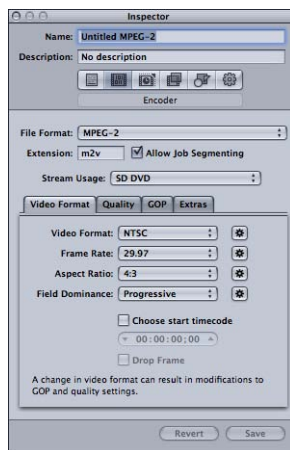 Inspector
Name: Untitled MPEG-2
Description: No description
Encoder
File Format: MPEG-2
Extension: m2v Allow Job Segmenting
Stream Usage: SD DVD
Video Format Quality GOP Extras
Video Format: NTSC
Frame Rate: 29.97
Aspect Ratio: 4:3
Field Dominance: Progressive
Choose start timecode
00:00:00;00
Drop Frame
A change in video format can result in modifications to
GOP and quality settings.
Revert Save